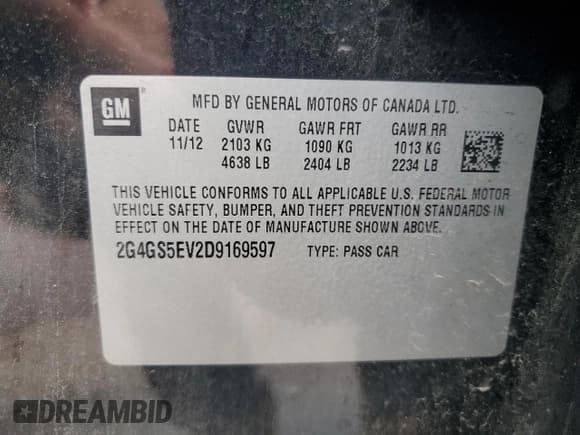 GM
®
MFD BY GENERAL MOTORS OF CANADA LTD.
DATE GVWR GAWR FRT GAWR RR
11/12 2103 KG 1090 KG 1013 KG
4638 LB 2404 LB 2234 LB
THIS VEHICLE CONFORMS TO ALL APPLICABLE U.S. FEDERAL MOTOR
VEHICLE SAFETY, BUMPER, AND THEFT PREVENTION STANDARDS IN
EFFECT ON THE DATE OF MANUFACTURE SHOWN ABOVE.
2G4GS5EV2D9169597 TYPE: PASS CAR
DREAMBID